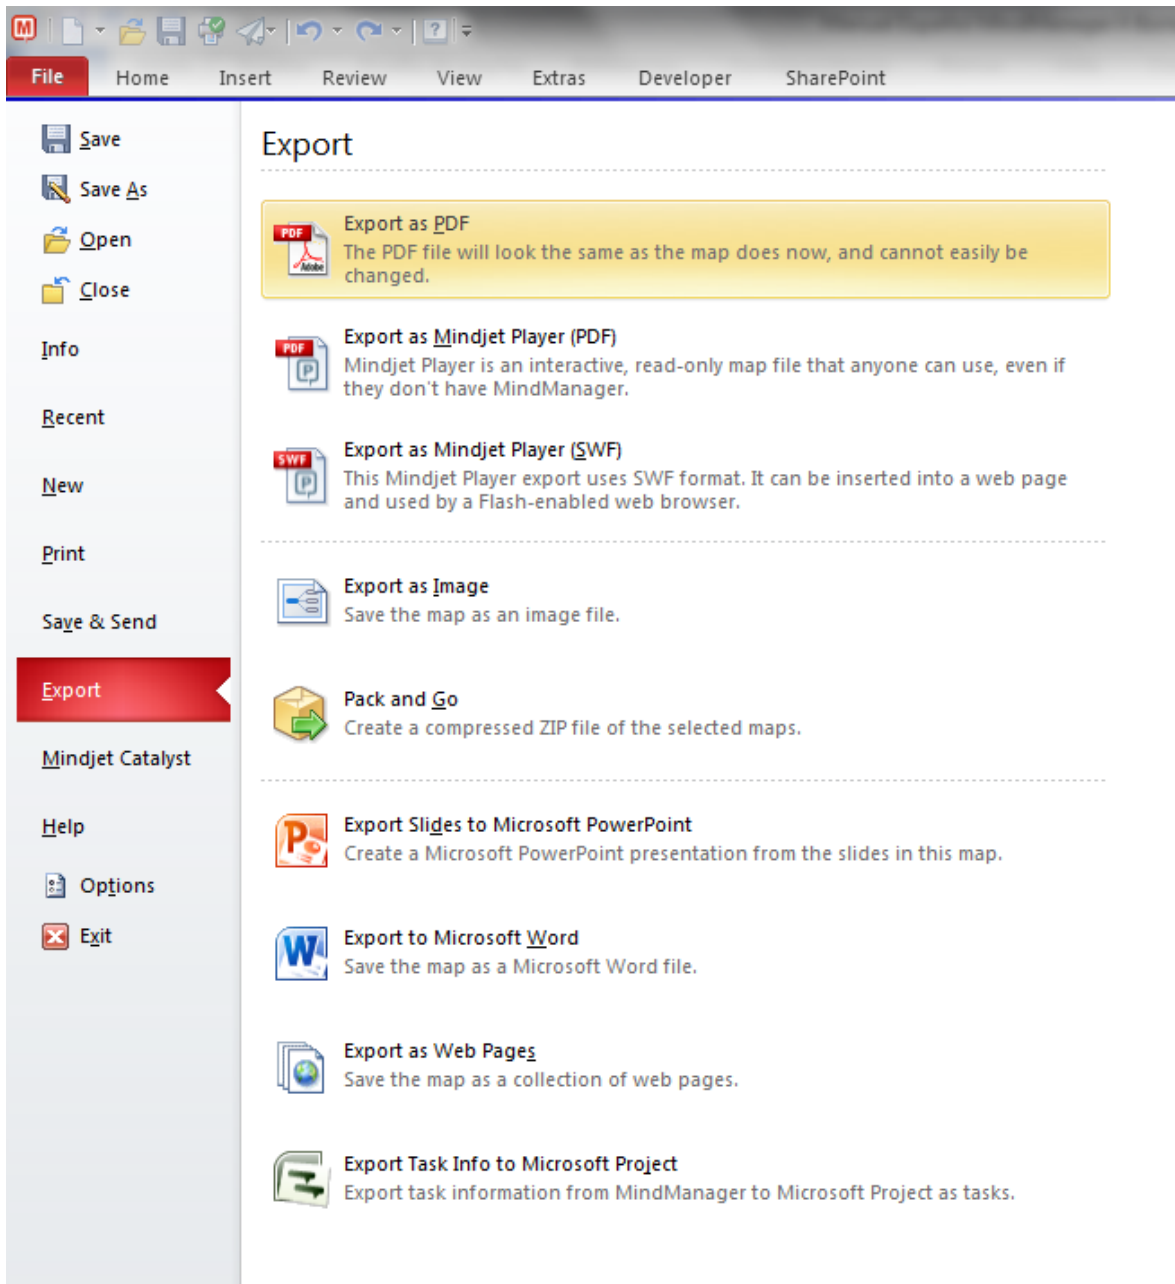 File Home Insert Review View Extras Developer SharePoint
Save
Save As
Open
Close
Info
Recent
New
Print
Save & Send
Export
Mindjet Catalyst
Help
Options
Exit
Export
PDF
Adobe
Export as PDF
The PDF file will look the same as the map does now, and cannot easily be
changed.
PDF
P
Export as Mindjet Player (PDF)
Mindjet Player is an interactive, read-only map file that anyone can use, even if
they don't have MindManager.
SWF
P
Export as Mindjet Player (SWF)
This Mindjet Player export uses SWF format. It can be inserted into a web page
and used by a Flash-enabled web browser.
Export as Image
Save the map as an image file.
Pack and Go
Create a compressed ZIP file of the selected maps.
Export Slides to Microsoft PowerPoint
Create a Microsoft PowerPoint presentation from the slides in this map.
Export to Microsoft Word
Save the map as a Microsoft Word file.
Export as Web Pages
Save the map as a collection of web pages.
Export Task Info to Microsoft Project
Export task information from MindManager to Microsoft Project as tasks.